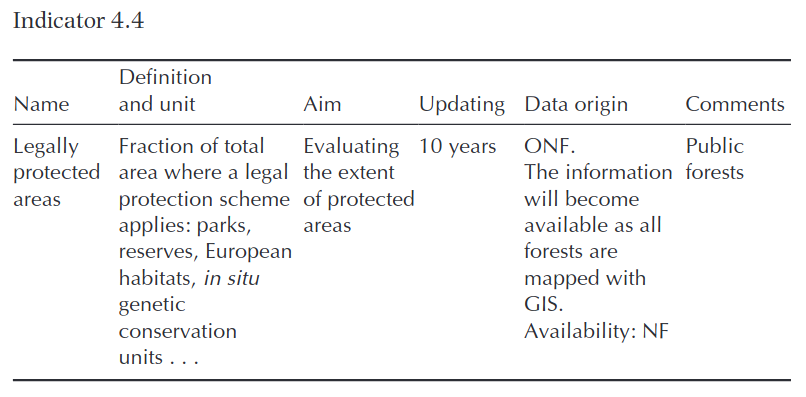 Indicator 4.4
Definition
Name and unit Aim Updating Data origin Comments
Legally Fraction of total Evaluating 10 years ONF. Public
protected area where a legal the extent The information forests
areas protection scheme of protected will become
applies: parks, areas available as all
reserves, European forests are
habitats, in situ mapped with
genetic GIS.
conservation Availability: NF
units . . .